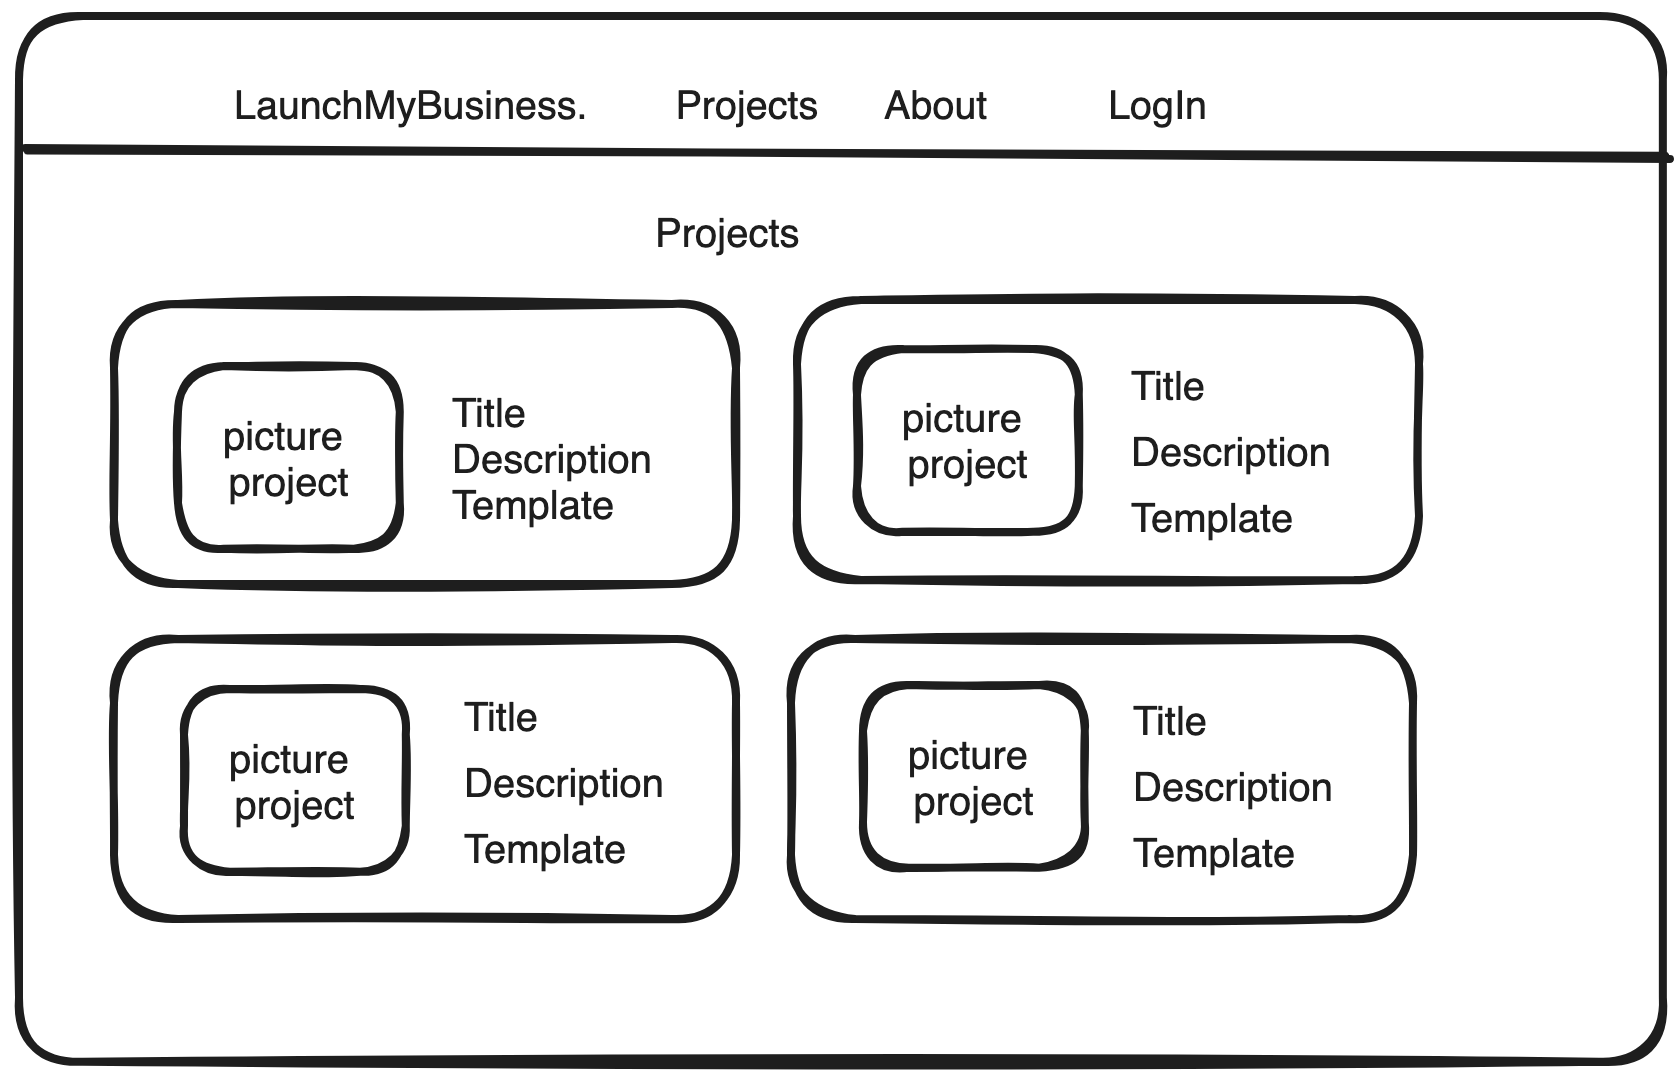 LaunchMyBusiness. Projects About LogIn
Projects
picture
project
Title
Description
Template
picture
project
Title
Description
Template
picture
project
Title
Description
Template
picture
project
Title
Description
Template